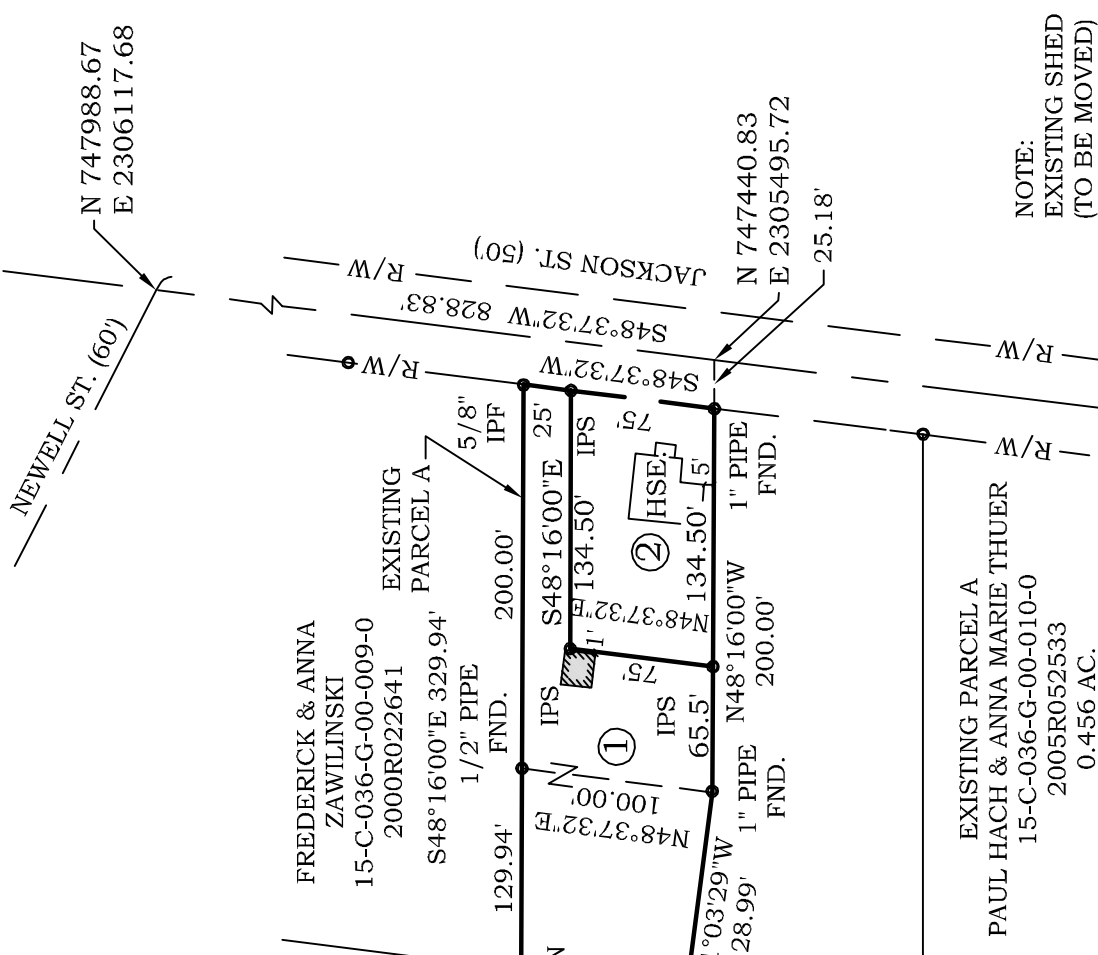 N 747988.67
E 2306117.68
NEWELL ST. (60')
R/W
JACKSON ST. (50')
S48°37'32"W 828.83'
R/W
S48°37'32"W
N 747440.83
E 2305495.72
25.18'
NOTE:
EXISTING SHED
(TO BE MOVED)
R/W
R/W
5/8"
IPF
25'
IPS
75'
EXISTING
PARCEL A
200.00'
S48°16'00"E
134.50'
HSE.
5'
1" PIPE
FND.
2
134.50'
N48°37'32"E
1'
75'
N48°16'00"W
200.00'
FREDERICK & ANNA
ZAWILINSKI
15-C-036-G-00-009-0
2000R022641
S48°16'00"E 329.94'
1/2" PIPE
FND.
IPS
IPS
65.5'
1
100.00'
N48°37'32"E
1" PIPE
FND.
129.94'
°03'29"W
28.99'
EXISTING PARCEL A
PAUL HACH & ANNA MARIE THUER
15-C-036-G-00-010-0
2005R052533
0.456 AC.